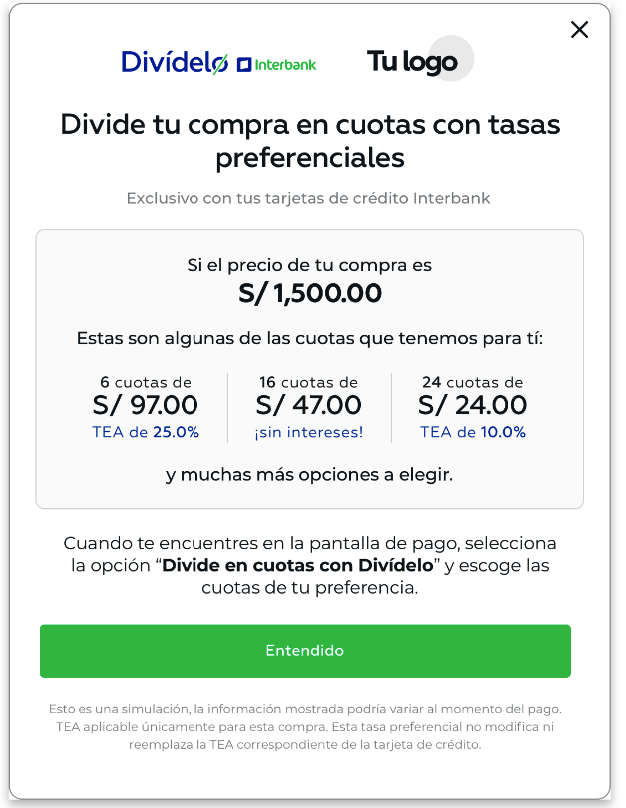 Divídelo Interbank
Tu logo
Divide tu compra en cuotas con tasas
preferenciales
Exclusivo con tus tarjetas de crédito Interbank
Si el precio de tu compra es
S/ 1,500.00
Estas son algunas de las cuotas que tenemos para tí:
6 cuotas de
S/ 97.00
TEA de 25.0%
16 cuotas de
S/ 47.00
¡sin intereses!
24 cuotas de
S/ 24.00
TEA de 10.0%
y muchas más opciones a elegir.
Cuando te encuentres en la pantalla de pago, selecciona
la opción “Divide en cuotas con Divídelo” y escoge las
cuotas de tu preferencia.
Entendido
Esto es una simulación, la información mostrada podría variar al momento del pago.
TEA aplicable únicamente para esta compra. Esta tasa preferencial no modifica ni
reemplaza la TEA correspondiente de la tarjeta de crédito.